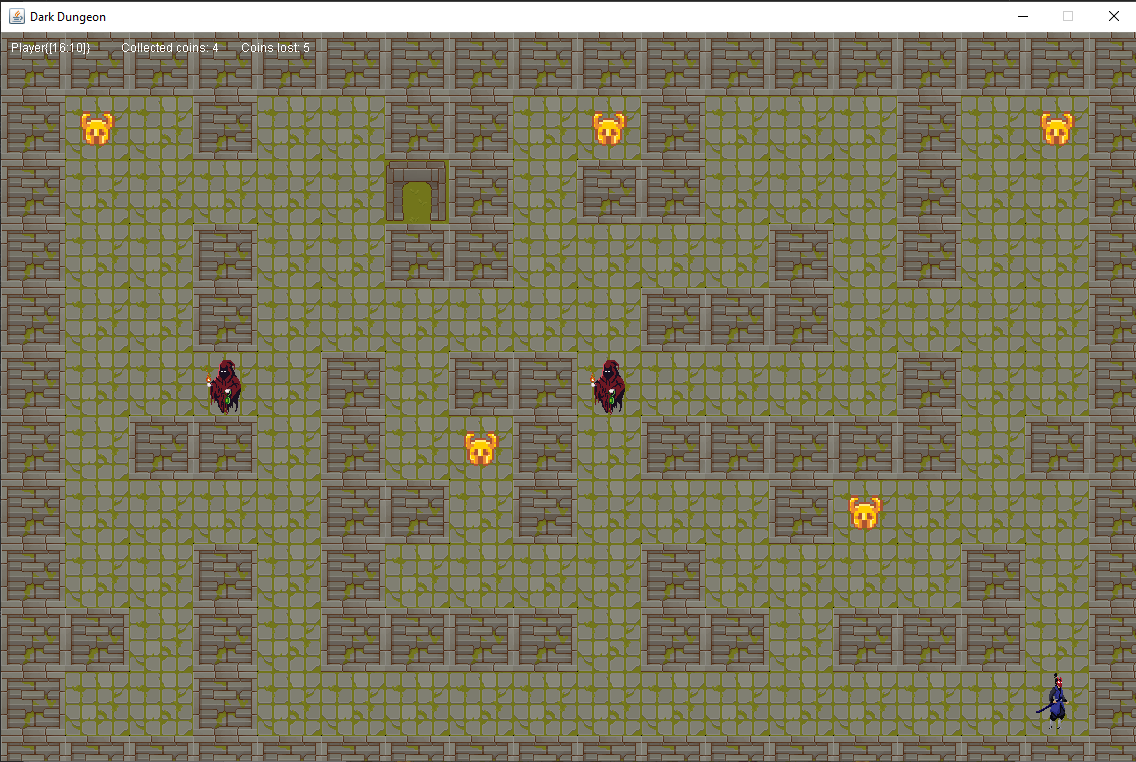 Dark Dungeon
Player{[16:10]} Collected coins: 4 Coins lost: 5